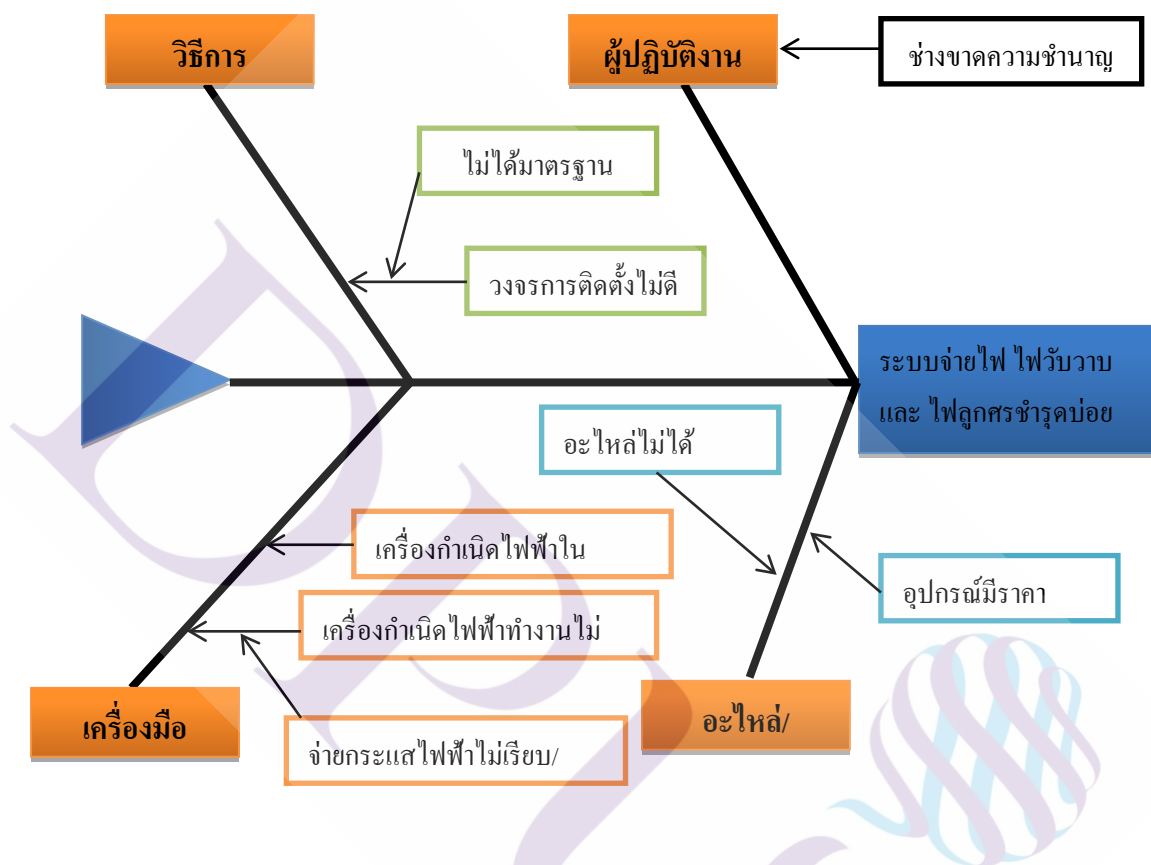 วิธีการ
ผู้ปฏิบัติงาน
ช่างขาดความชำนาญ
ไม่ได้มาตรฐาน
วงจรการติดตั้งไม่ดี
ระบบจ่ายไฟ ไฟวับวาบ
และ ไฟลูกศรชำรุดบ่อย
อะไหล่ไม่ได้
เครื่องกำเนิดไฟฟ้าใน
อุปกรณ์มีราคา
เครื่องกำเนิดไฟฟ้าทำงานไม่
เครื่องมือ
อะไหล่/
จ่ายกระแสไฟฟ้าไม่เรียบ/